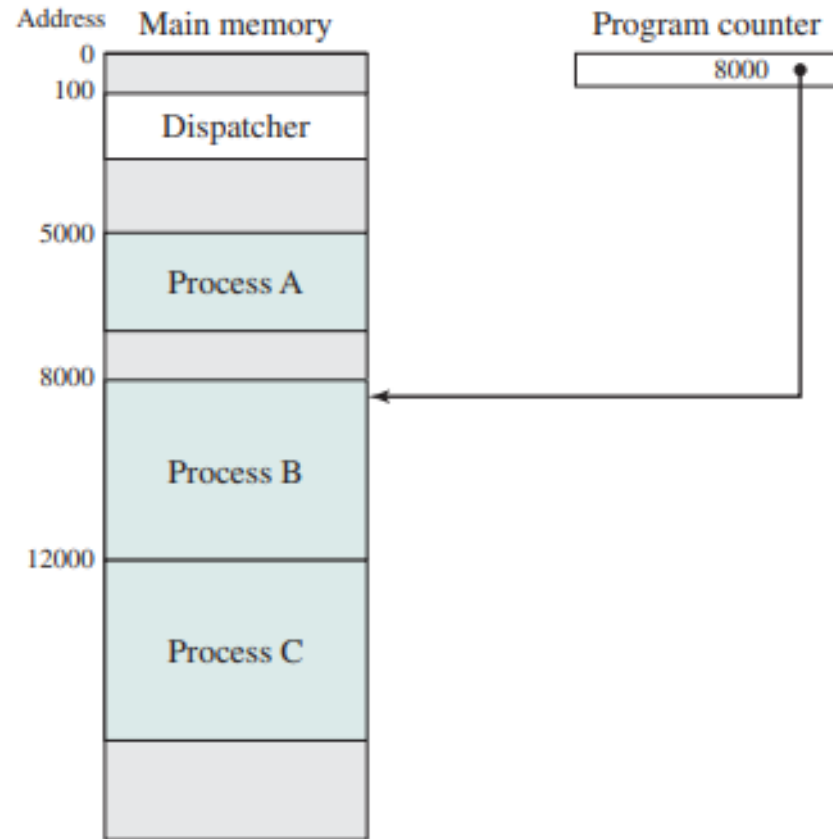 Address Main memory Program counter
0
8000
100
Dispatcher
5000
Process A
8000
Process B
12000
Process C